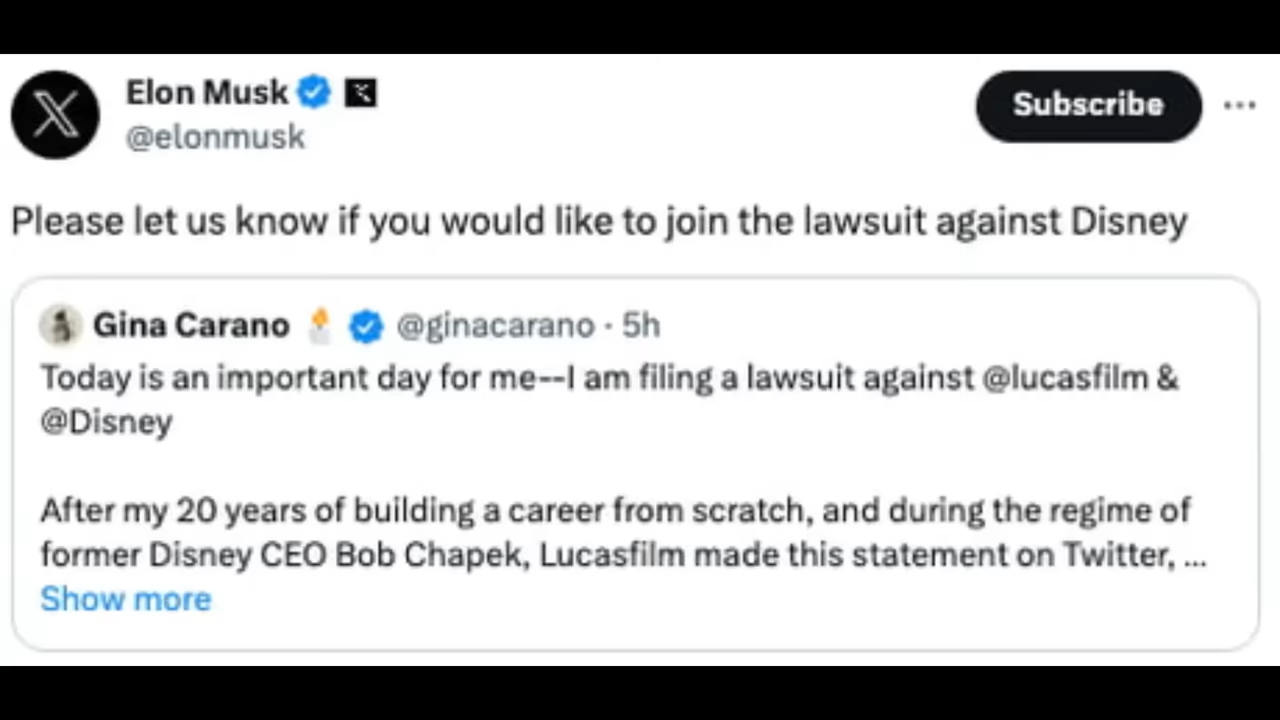 Elon Musk
@elonmusk
Subscribe
Please let us know if you would like to join the lawsuit against Disney
Gina Carano @ginacarano · 5h
Today is an important day for me--I am filing a lawsuit against @lucasfilm &
@Disney
After my 20 years of building a career from scratch, and during the regime of
former Disney CEO Bob Chapek, Lucasfilm made this statement on Twitter, ...
Show more